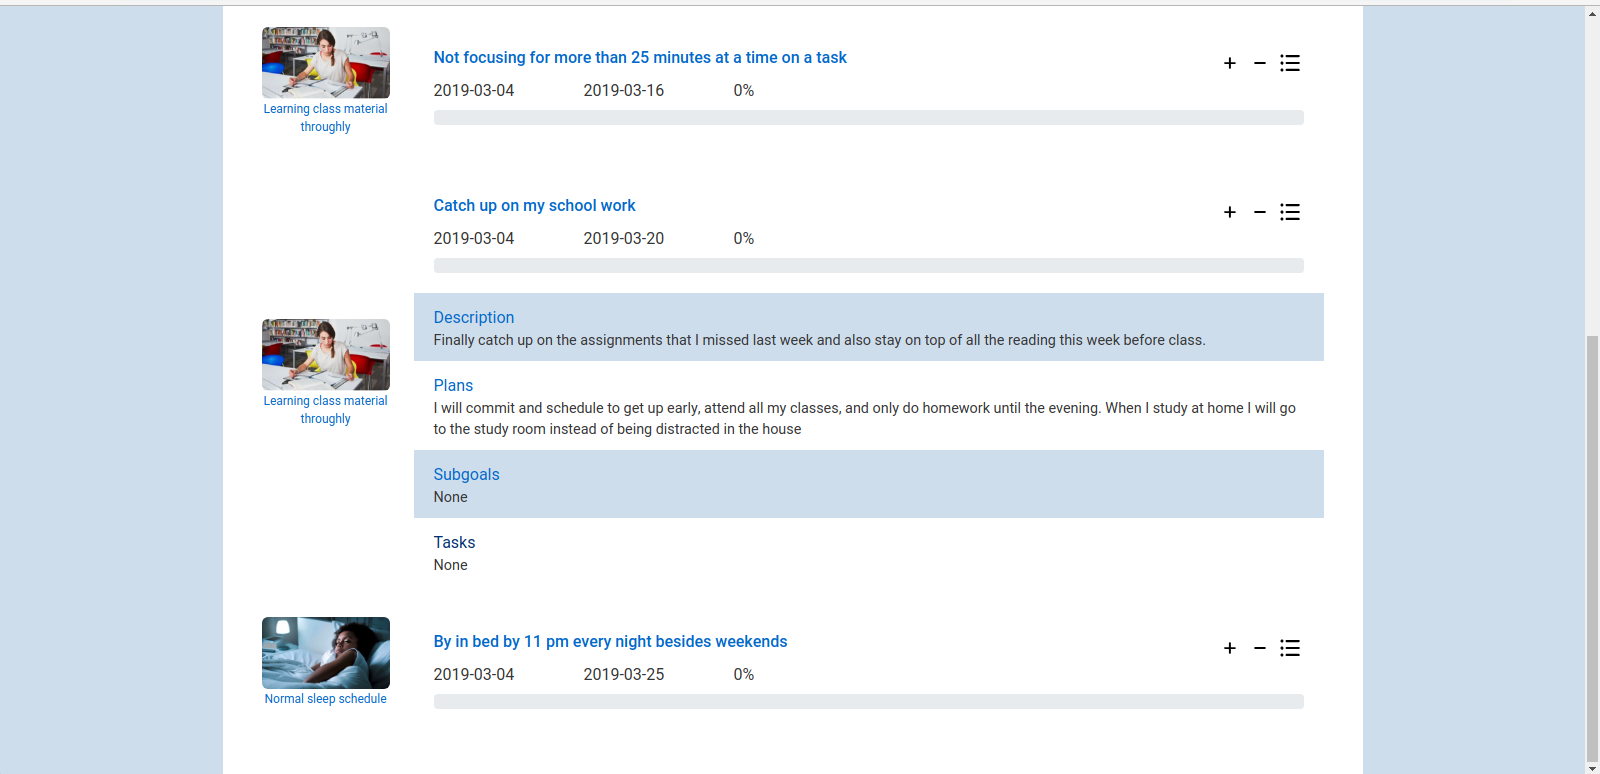 Not focusing for more than 25 minutes at a time on a task
2019-03-04 2019-03-16 0%
Learning class material
throughly
Catch up on my school work
2019-03-04 2019-03-20 0%
Learning class material
throughly
Description
Finally catch up on the assignments that I missed last week and also stay on top of all the reading this week before class.
Plans
I will commit and schedule to get up early, attend all my classes, and only do homework until the evening. When I study at home I will go
to the study room instead of being distracted in the house
Subgoals
None
Tasks
None
By in bed by 11 pm every night besides weekends
2019-03-04 2019-03-25 0%
Normal sleep schedule